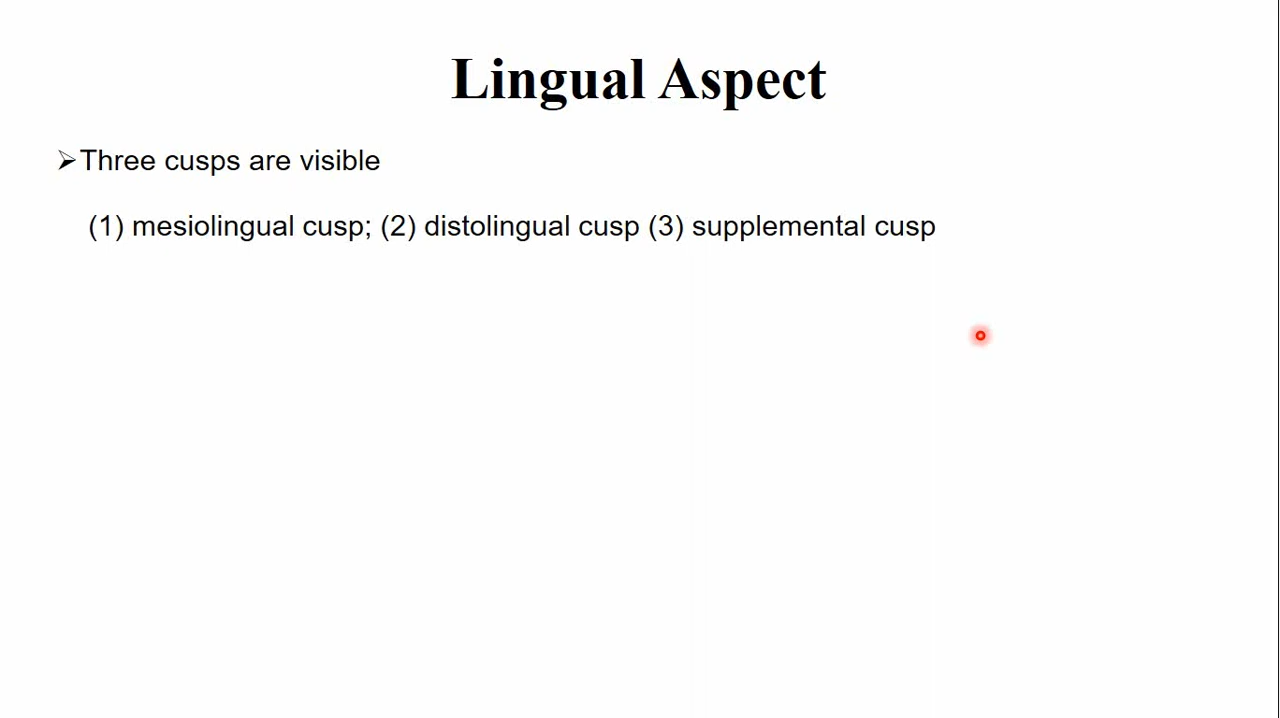 Lingual Aspect
➢Three cusps are visible
(1) mesiolingual cusp; (2) distolingual cusp (3) supplemental cusp